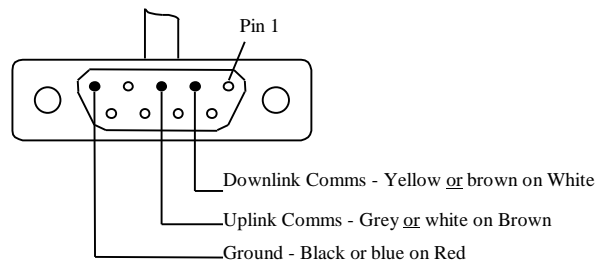 Pin 1
Downlink Comms - Yellow or brown on White
Uplink Comms - Grey or white on Brown
Ground - Black or blue on Red